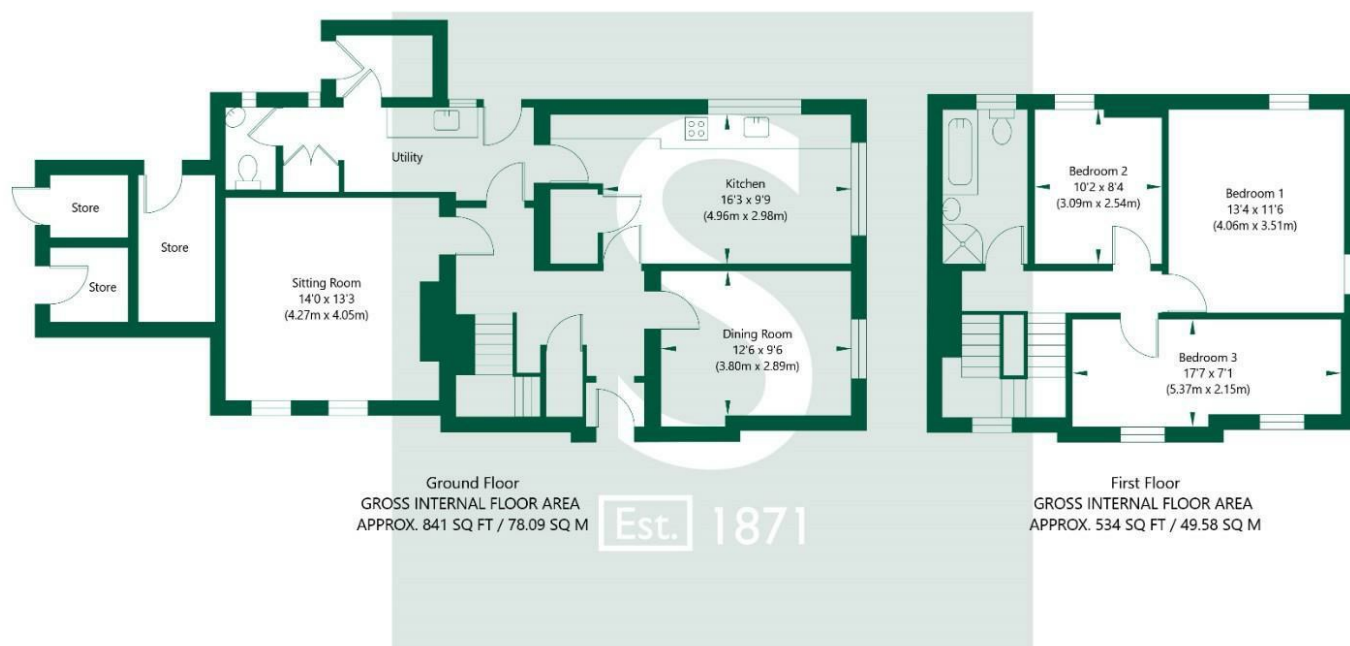 Utility
Kitchen
16'3 x 9'9
(4.96m x 2.98m)
Store
Store
Store
Sitting Room
14'0 x 13'3
(4.27m x 4.05m)
Dining Room
12'6 x 9'6
(3.80m x 2.89m)
Ground Floor
GROSS INTERNAL FLOOR AREA
APPROX. 841 SQ FT / 78.09 SQ M
Bedroom 2
10'2 x 8'4
(3.09m x 2.54m)
Bedroom 1
13'4 x 11'6
(4.06m x 3.51m)
Bedroom 3
17'7 x 7'1
(5.37m x 2.15m)
First Floor
GROSS INTERNAL FLOOR AREA
APPROX. 534 SQ FT / 49.58 SQ M
S
Est. 1871